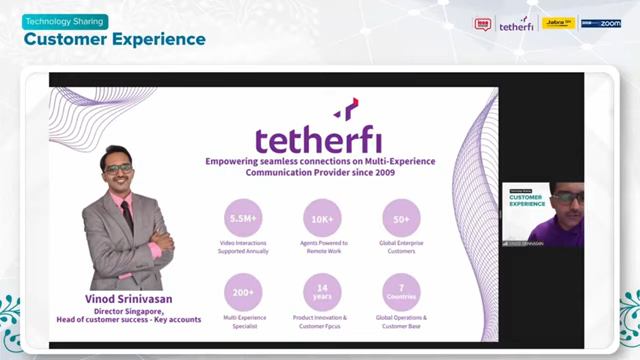 Technology Sharing
Customer Experience
tetherfi
Jabra
zoom
tetherfi
Empowering seamless connections on Multi-Experience
Communication Provider since 2009
5.5M+
10K+
50+
Video Interactions
Supported Annually
Agents Powered to
Remote Work
Global Enterprise
Customers
200+
14
years
7
Countries
Multi-Experience
Specialist
Product Innovation &
Customer Fpcus
Global Operations &
Customer Base
Vinod Srinivasan
Director Singapore,
Head of customer success - Key accounts
CUSTOMER
EXPERIENCE